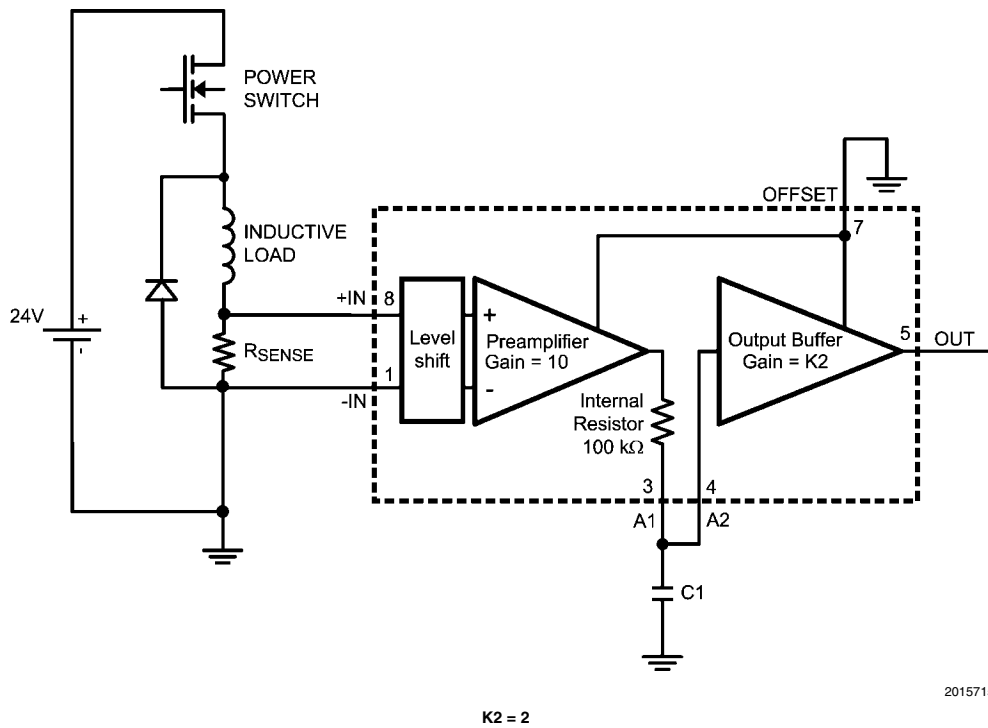 POWER
SWITCH
OFFSET
7
INDUCTIVE
LOAD
+IN
8
24V
+
-
RSENSE
Level
shift
+
-
Preamplifier
Gain = 10
Output Buffer
Gain = K2
5
OUT
1
-IN
Internal
Resistor
100 kΩ
3
4
A1
A2
C1
K2 = 2